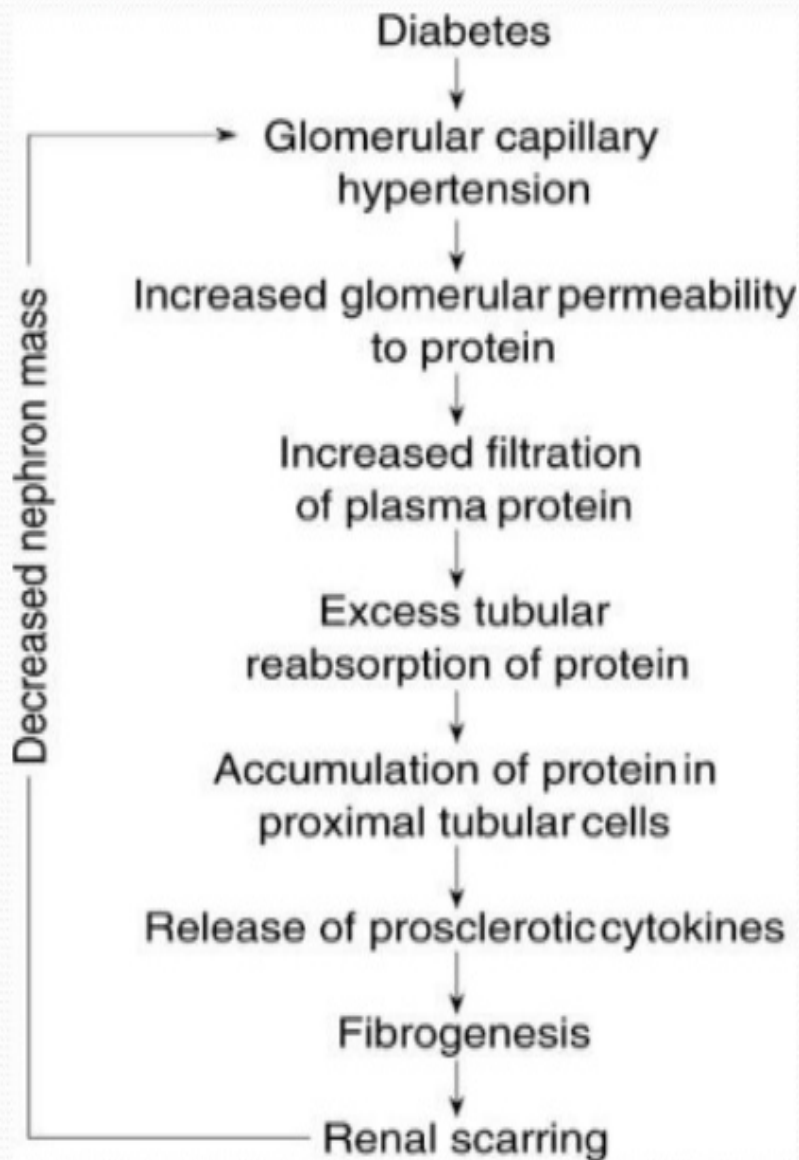 Diabetes
Glomerular capillary
hypertension
Increased glomerular permeability
to protein
Increased filtration
of plasma protein
Excess tubular
reabsorption of protein
Accumulation of protein in
proximal tubular cells
Release of prosclerotic cytokines
Fibrogenesis
Renal scarring
Decreased nephron mass